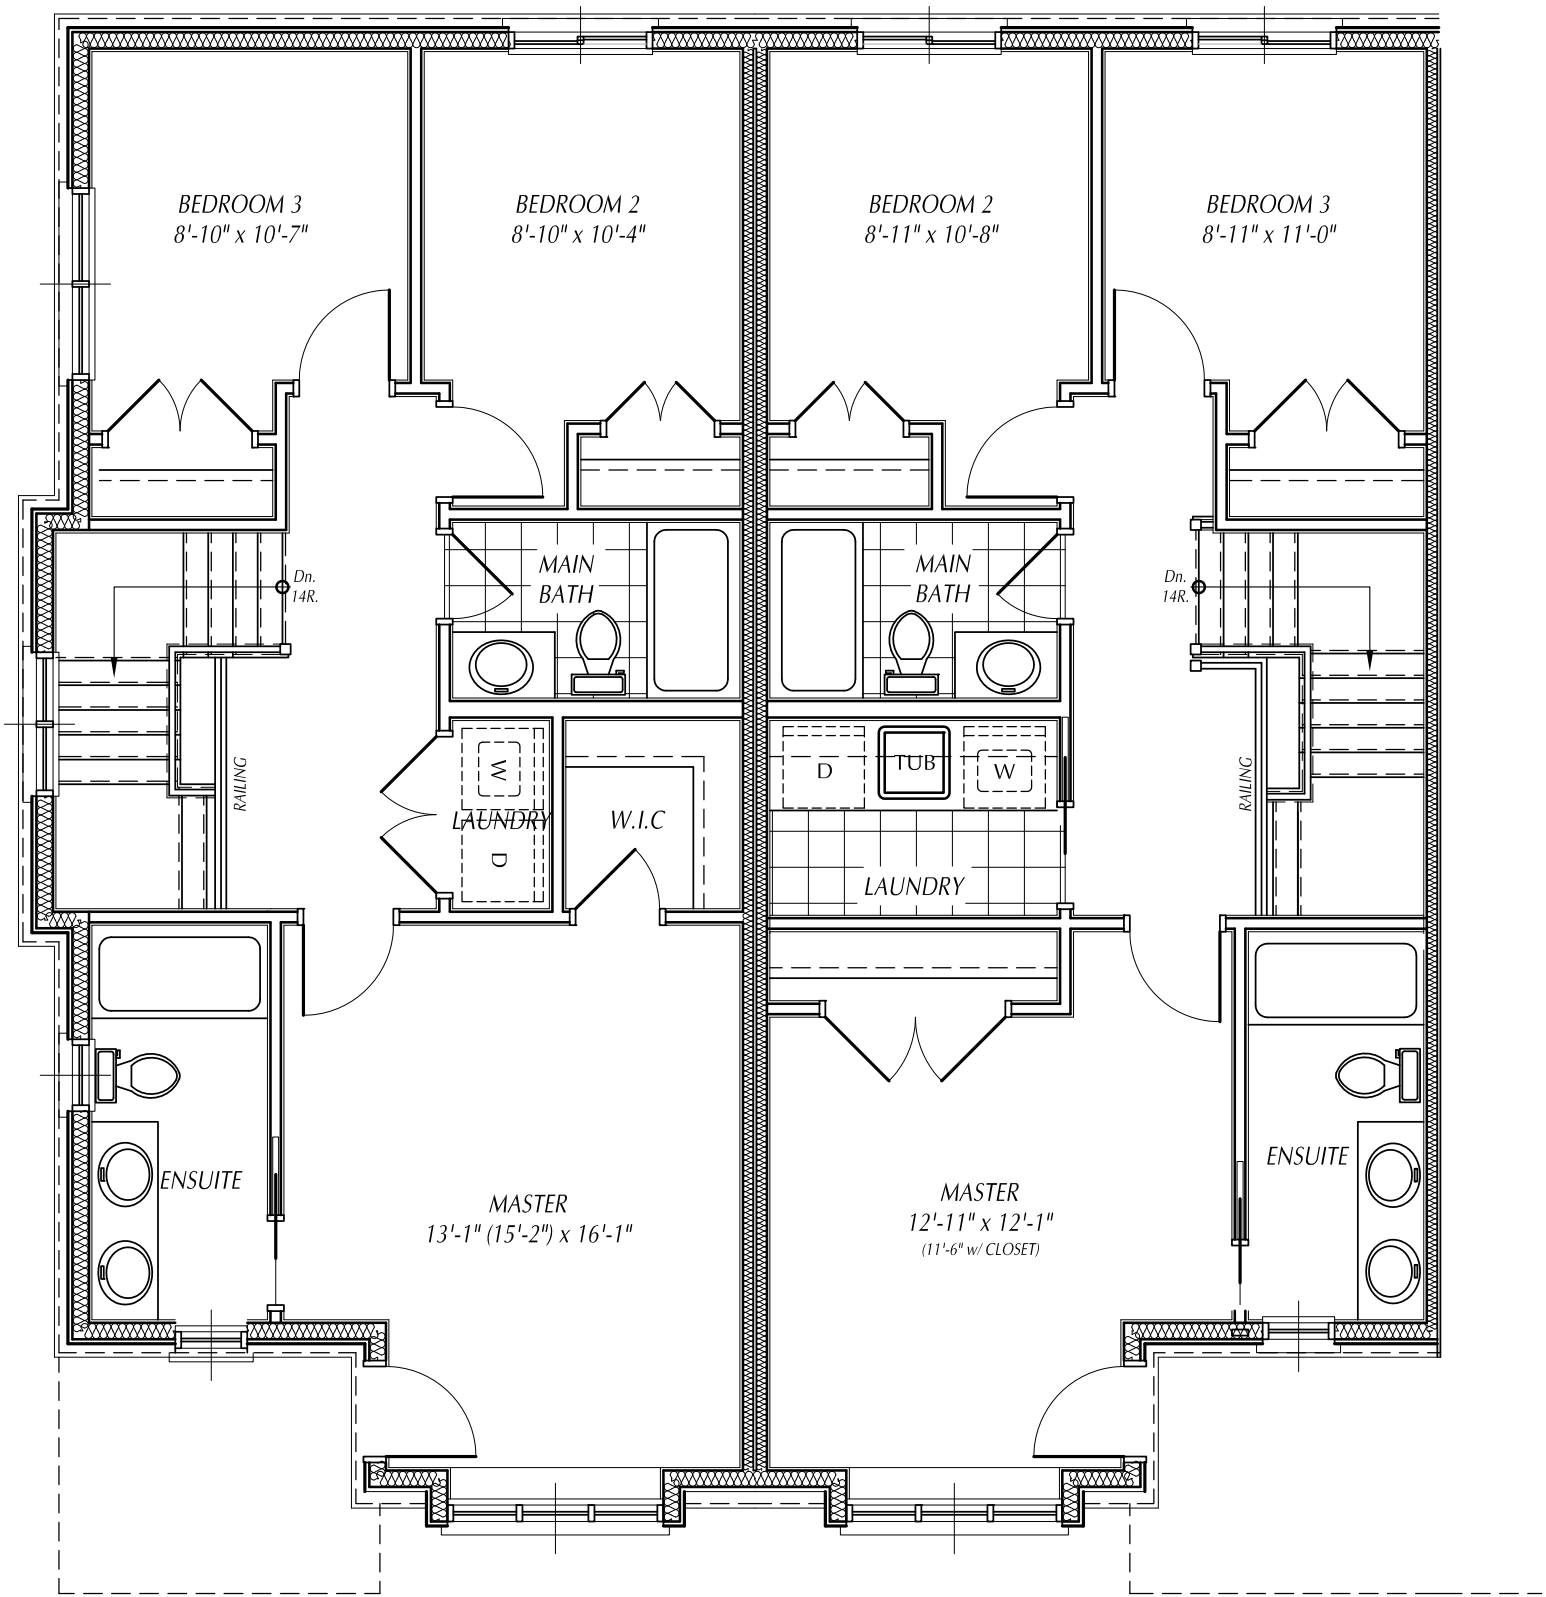 BEDROOM 3
8'-10" x 10'-7"
BEDROOM 2
8'-10" x 10'-4"
BEDROOM 2
8'-11" x 10'-8"
BEDROOM 3
8'-11" x 11'-0"
MAIN
BATH
MAIN
BATH
Dn.
14R.
Dn.
14R.
RAILING
W
LAUNDRY
D
W.I.C
D
TUB
W
LAUNDRY
RAILING
ENSUITE
MASTER
13'-1" (15'-2") x 16'-1"
MASTER
12'-11" x 12'-1"
(11'-6" w/ CLOSET)
ENSUITE